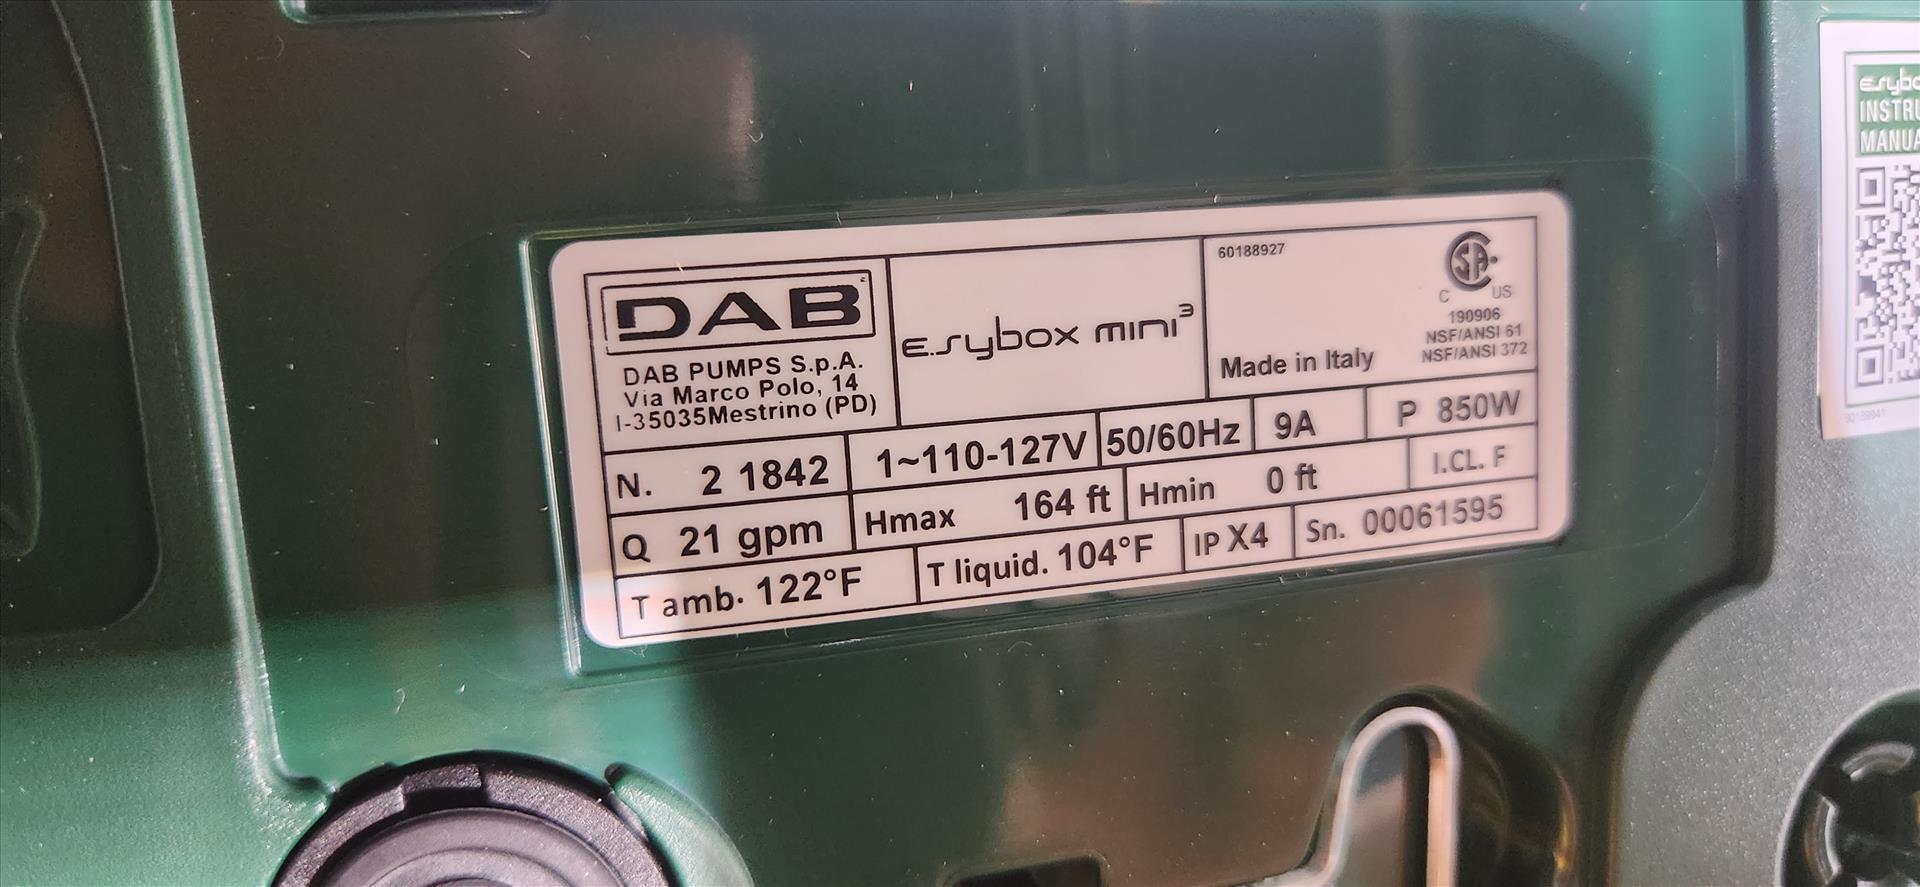 DAB
DAB PUMPS S.p.A.
Via Marco Polo, 14
I-35035Mestrino (PD)
E.sybox mini³
60188927
Made in Italy
SA
C US
190906
NSF/ANSI 61
NSF/ANSI 372
N. 2 1842
1~110-127V
50/60Hz
9A
P 850W
Q 21 gpm
Hmax 164 ft
Hmin 0 ft
I.CL. F
T amb. 122°F
T liquid. 104°F
IP X4
Sn. 00061595
E.sybo
INSTRU
MANUA